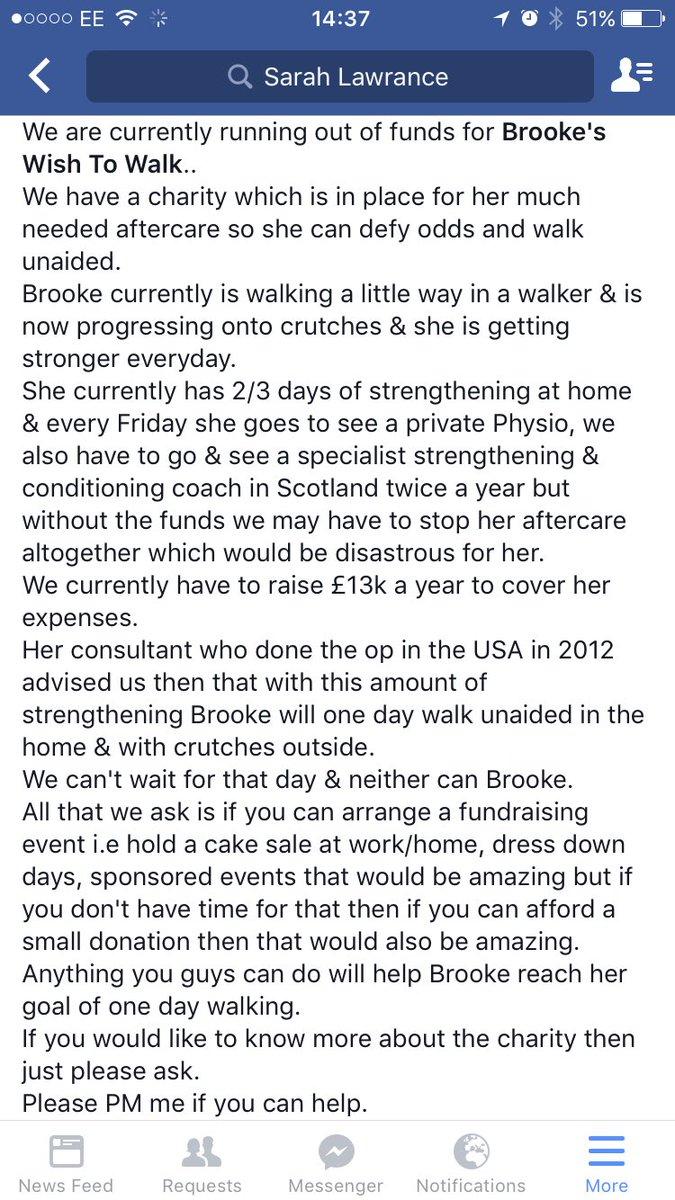 EE 14:37 51%
Sarah Lawrance
We are currently running out of funds for Brooke's
Wish To Walk..
We have a charity which is in place for her much
needed aftercare so she can defy odds and walk
unaided.
Brooke currently is walking a little way in a walker & is
now progressing onto crutches & she is getting
stronger everyday.
She currently has 2/3 days of strengthening at home
& every Friday she goes to see a private Physio, we
also have to go & see a specialist strengthening &
conditioning coach in Scotland twice a year but
without the funds we may have to stop her aftercare
altogether which would be disastrous for her.
We currently have to raise £13k a year to cover her
expenses.
Her consultant who done the op in the USA in 2012
advised us then that with this amount of
strengthening Brooke will one day walk unaided in the
home & with crutches outside.
We can't wait for that day & neither can Brooke.
All that we ask is if you can arrange a fundraising
event i.e hold a cake sale at work/home, dress down
days, sponsored events that would be amazing but if
you don't have time for that then if you can afford a
small donation then that would also be amazing.
Anything you guys can do will help Brooke reach her
goal of one day walking.
If you would like to know more about the charity then
just please ask.
Please PM me if you can help.
News Feed Requests Messenger Notifications More